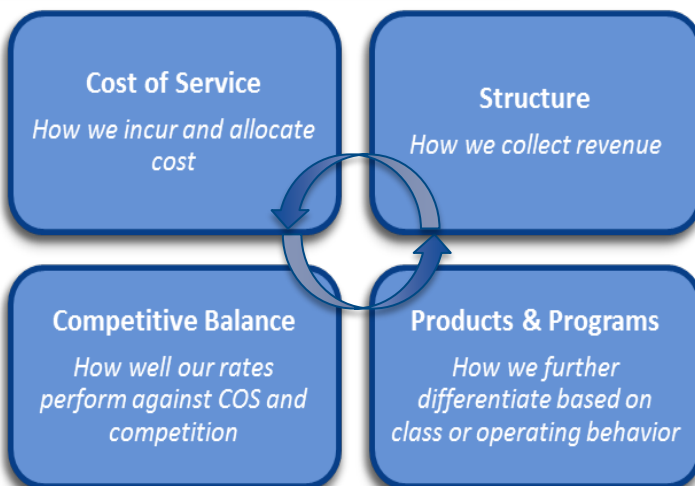 Cost of Service
How we incur and allocate
cost
Structure
How we collect revenue
Competitive Balance
How well our rates
perform against COS and
competition
Products & Programs
How we further
differentiate based on
class or operating behavior